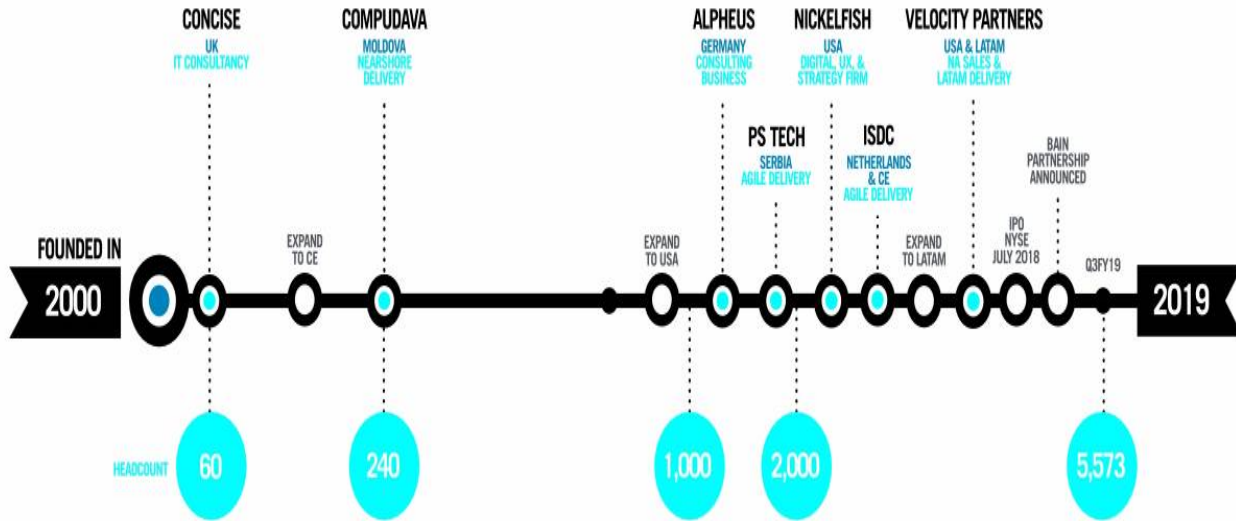 CONCISE
UK
IT CONSULTANCY
COMPUDAVA
MOLDOVA
NEARSHORE
DELIVERY
ALPHEUS
GERMANY
CONSULTING
BUSINESS
NICKELFISH
USA
DIGITAL, UX, &
STRATEGY FIRM
VELOCITY PARTNERS
USA & LATAM
NA SALES &
LATAM DELIVERY
PS TECH
SERBIA
AGILE DELIVERY
ISDC
NETHERLANDS
& CE
AGILE DELIVERY
BAIN
PARTNERSHIP
ANNOUNCED
FOUNDED IN
2000
EXPAND
TO CE
EXPAND
TO USA
EXPAND
TO LATAM
IPO
NYSE
JULY 2018
Q3FY19
2019
HEADCOUNT
60
240
1,000
2,000
5,573